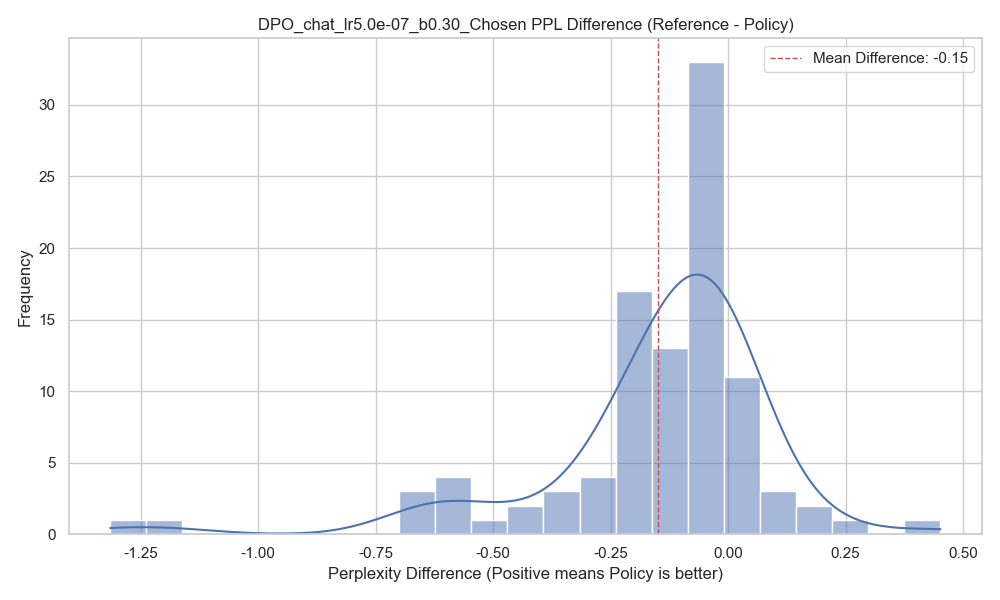 DPO_chat_lr5.0e-07_b0.30_Chosen PPL Difference (Reference - Policy)
Mean Difference: -0.15
Frequency
30
25
20
15
10
5
0
-1.25 -1.00 -0.75 -0.50 -0.25 0.00 0.25 0.50
Perplexity Difference (Positive means Policy is better)